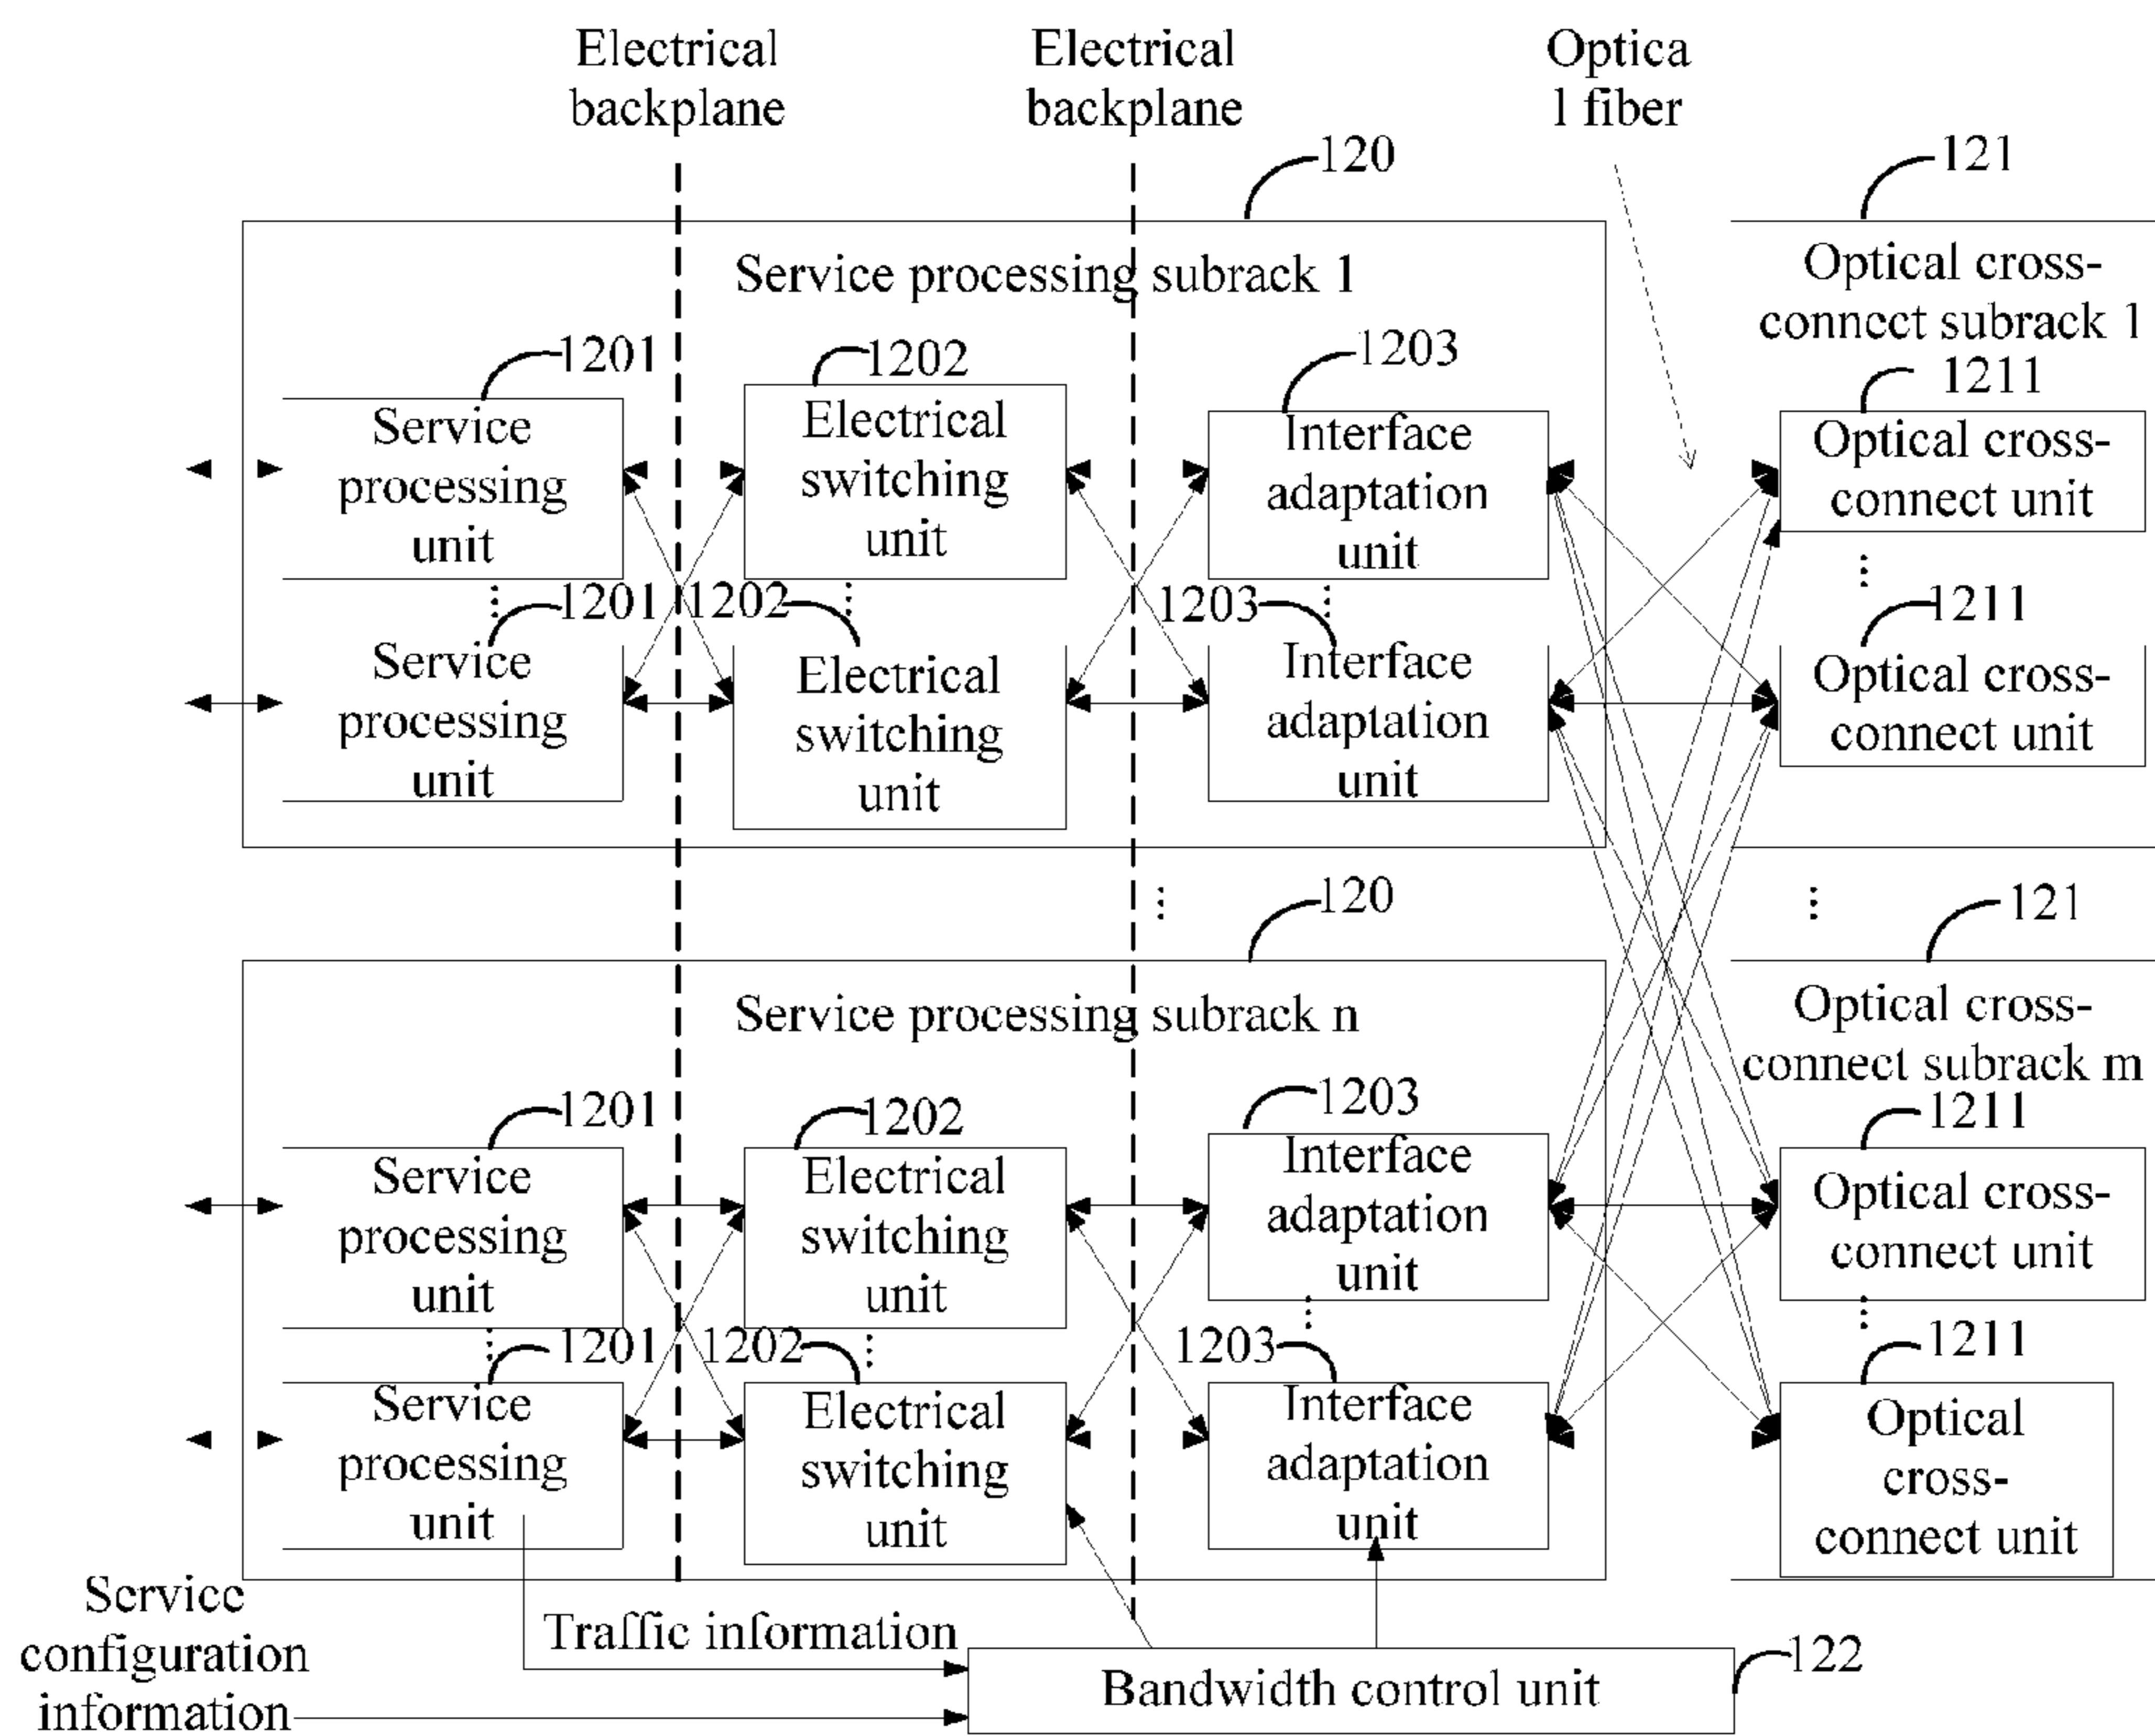 Electrical
backplane
Electrical
backplane
Optica
l fiber
120
121
Service processing subrack 1
Optical cross-
connect subrack 1
1201
1202
1203
1211
Service
processing
unit
Electrical
switching
unit
Interface
adaptation
unit
Optical cross-
connect unit
1201
1202
1203
1211
Service
processing
unit
Electrical
switching
unit
Interface
adaptation
unit
Optical cross-
connect unit
120
121
Service processing subrack n
Optical cross-
connect subrack m
1201
1202
1203
1211
Service
processing
unit
Electrical
switching
unit
Interface
adaptation
unit
Optical cross-
connect unit
1201
1202
1203
1211
Service
processing
unit
Electrical
switching
unit
Interface
adaptation
unit
Optical
cross-
connect unit
Service
configuration
information
Traffic information
Bandwidth control unit
122